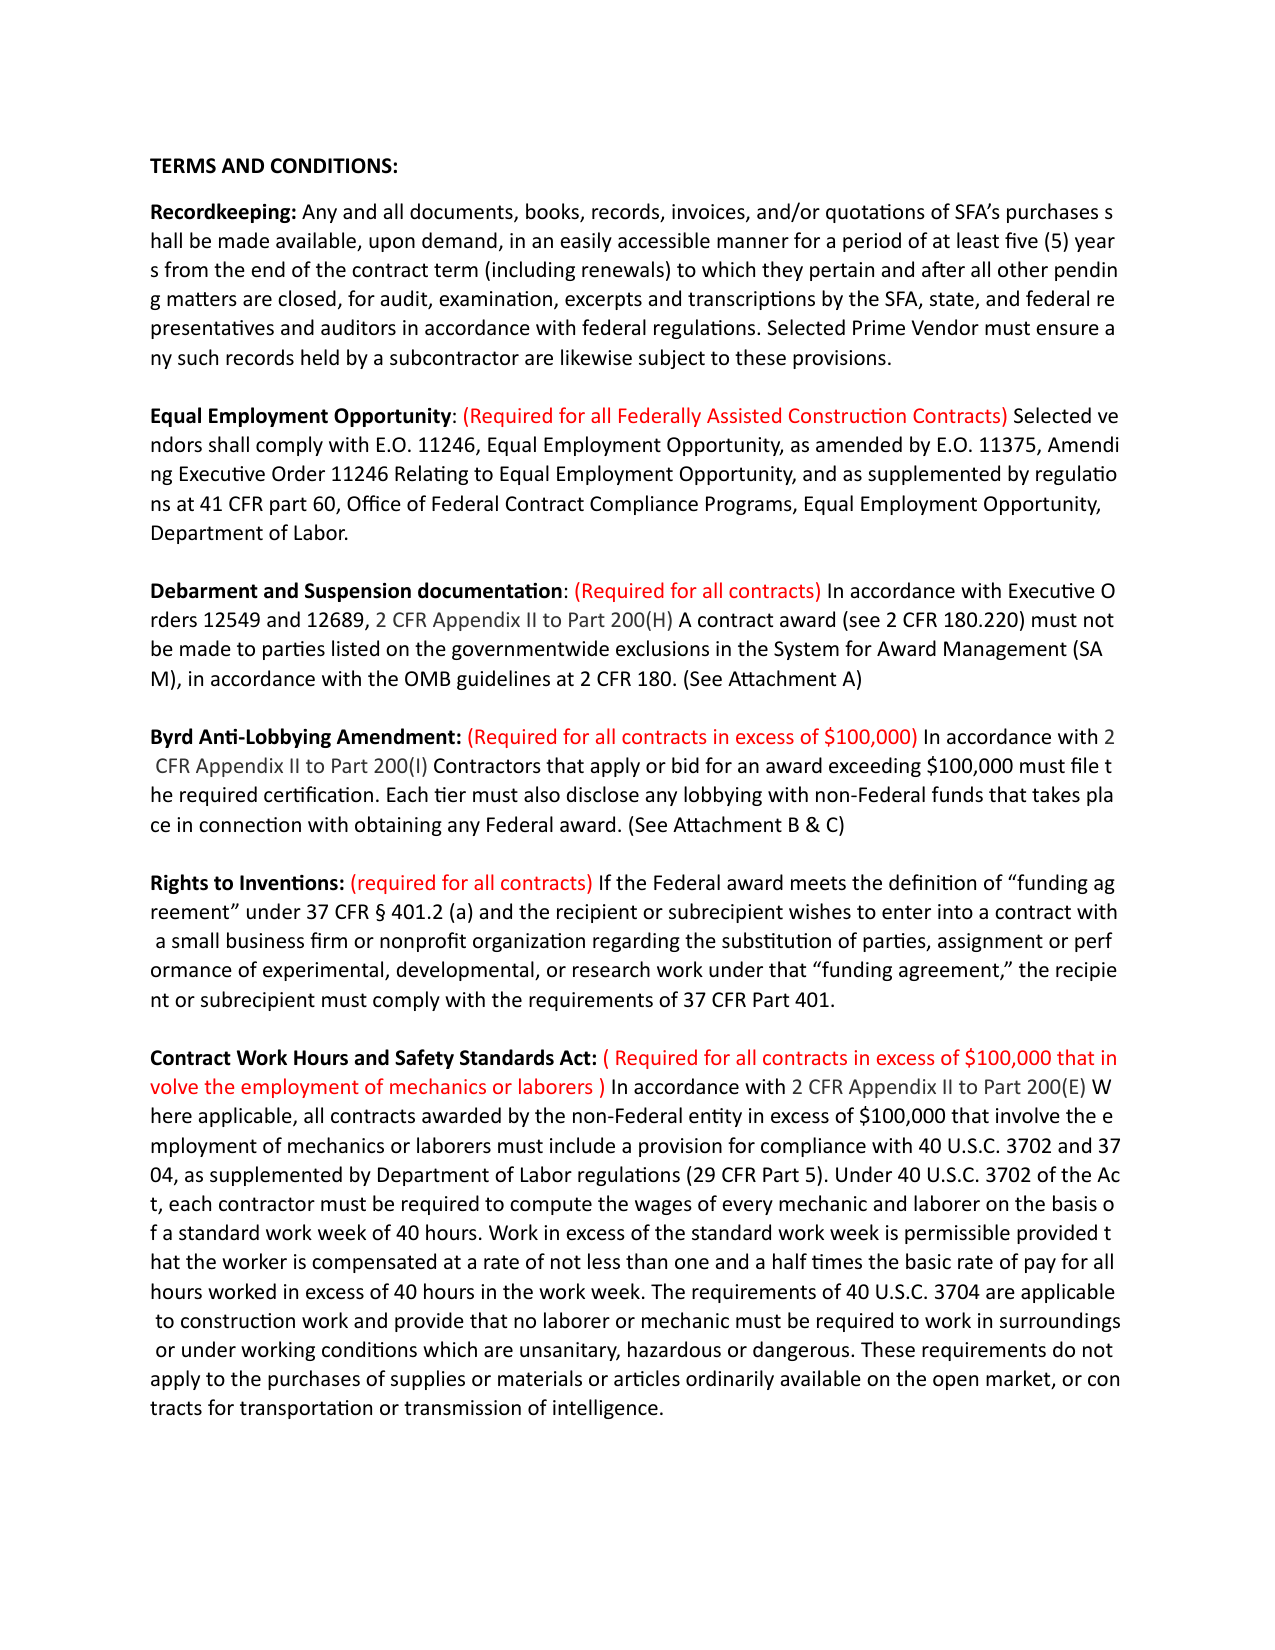 TERMS AND CONDITIONS:
Recordkeeping: Any and all documents, books, records, invoices, and/or quotations of SFA’s purchases s
hall be made available, upon demand, in an easily accessible manner for a period of at least five (5) year
s from the end of the contract term (including renewals) to which they pertain and after all other pendin
g matters are closed, for audit, examination, excerpts and transcriptions by the SFA, state, and federal re
presentatives and auditors in accordance with federal regulations. Selected Prime Vendor must ensure a
ny such records held by a subcontractor are likewise subject to these provisions.
Equal Employment Opportunity: (Required for all Federally Assisted Construction Contracts) Selected ve
ndors shall comply with E.O. 11246, Equal Employment Opportunity, as amended by E.O. 11375, Amendi
ng Executive Order 11246 Relating to Equal Employment Opportunity, and as supplemented by regulatio
ns at 41 CFR part 60, Office of Federal Contract Compliance Programs, Equal Employment Opportunity,
Department of Labor.
Debarment and Suspension documentation: (Required for all contracts) In accordance with Executive O
rders 12549 and 12689, 2 CFR Appendix II to Part 200(H) A contract award (see 2 CFR 180.220) must not
be made to parties listed on the governmentwide exclusions in the System for Award Management (SA
M), in accordance with the OMB guidelines at 2 CFR 180. (See Attachment A)
Byrd Anti-Lobbying Amendment: (Required for all contracts in excess of $100,000) In accordance with 2
CFR Appendix II to Part 200(I) Contractors that apply or bid for an award exceeding $100,000 must file t
he required certification. Each tier must also disclose any lobbying with non-Federal funds that takes pla
ce in connection with obtaining any Federal award. (See Attachment B & C)
Rights to Inventions: (required for all contracts) If the Federal award meets the definition of “funding ag
reement” under 37 CFR § 401.2 (a) and the recipient or subrecipient wishes to enter into a contract with
a small business firm or nonprofit organization regarding the substitution of parties, assignment or perf
ormance of experimental, developmental, or research work under that “funding agreement,” the recipie
nt or subrecipient must comply with the requirements of 37 CFR Part 401.
Contract Work Hours and Safety Standards Act: ( Required for all contracts in excess of $100,000 that in
volve the employment of mechanics or laborers ) In accordance with 2 CFR Appendix II to Part 200(E) W
here applicable, all contracts awarded by the non-Federal entity in excess of $100,000 that involve the e
mployment of mechanics or laborers must include a provision for compliance with 40 U.S.C. 3702 and 37
04, as supplemented by Department of Labor regulations (29 CFR Part 5). Under 40 U.S.C. 3702 of the Ac
t, each contractor must be required to compute the wages of every mechanic and laborer on the basis o
f a standard work week of 40 hours. Work in excess of the standard work week is permissible provided t
hat the worker is compensated at a rate of not less than one and a half times the basic rate of pay for all
hours worked in excess of 40 hours in the work week. The requirements of 40 U.S.C. 3704 are applicable
to construction work and provide that no laborer or mechanic must be required to work in surroundings
or under working conditions which are unsanitary, hazardous or dangerous. These requirements do not
apply to the purchases of supplies or materials or articles ordinarily available on the open market, or con
tracts for transportation or transmission of intelligence.